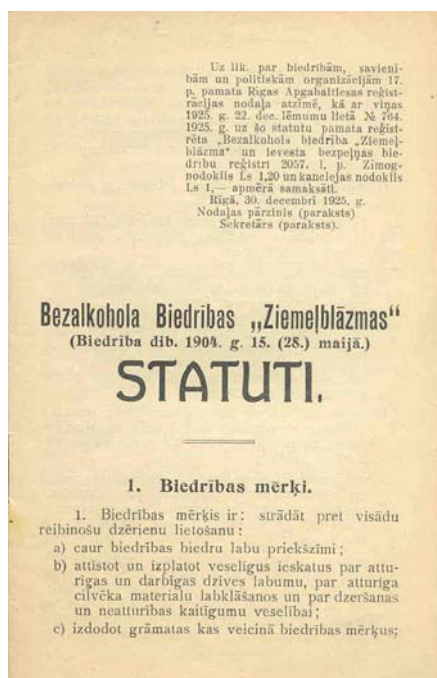 Uz lik. par biedrībām, savieni-
bām un politiskām organizācijām 17.
p. pamata Rīgas Apgabaltiesas reģist-
rācijas nodaļa atzīmē, kā ar viņas
1925. g. 22. dec. lēmumu lietā № 764.
1925. g. uz šo statutu pamata reģist-
rēta „Bezalkohola biedrība „Ziemeļ-
blāzma“ un ievesta bezpeļņas bie-
drību reģistrī 2057. l. p. Zīmog-
nodoklis Ls 1,20 un kanclejas nodoklis
Ls 1,— apmērā samaksāti.
Rīgā, 30. decembrī 1925. g.
Nodaļas pārzinis (paraksts)
Sekretārs (paraksts).
Bezalkohola Biedrības „Ziemeļblāzmas“
(Biedrība dib. 1904. g. 15. (28.) maijā.)
STATUTI.
1. Biedrības mērķi.
1. Biedrības mērķis ir: strādāt pret visādu
reibinošu dzērienu lietošanu:
a) caur biedrības biedru labu priekšzīmi;
b) attīstot un izplatot veselīgus ieskatus par attu-
rīgas un darbīgas dzīves labumu, par atturīga
cilvēka materialu labklāšanos un par dzeršanas
un neatturības kaitīgumu veselībai;
c) izdodot grāmatas kas veicinā biedrības mērķus;